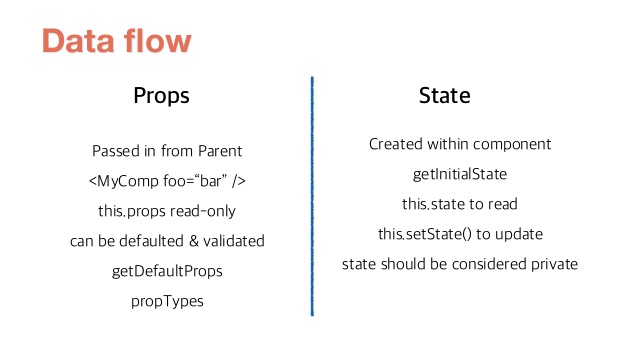 Data flow
Props
Passed in from Parent
<MyComp foo=“bar” />
this.props read-only
can be defaulted & validated
getDefaultProps
propTypes
State
Created within component
getInitialState
this.state to read
this.setState() to update
state should be considered private